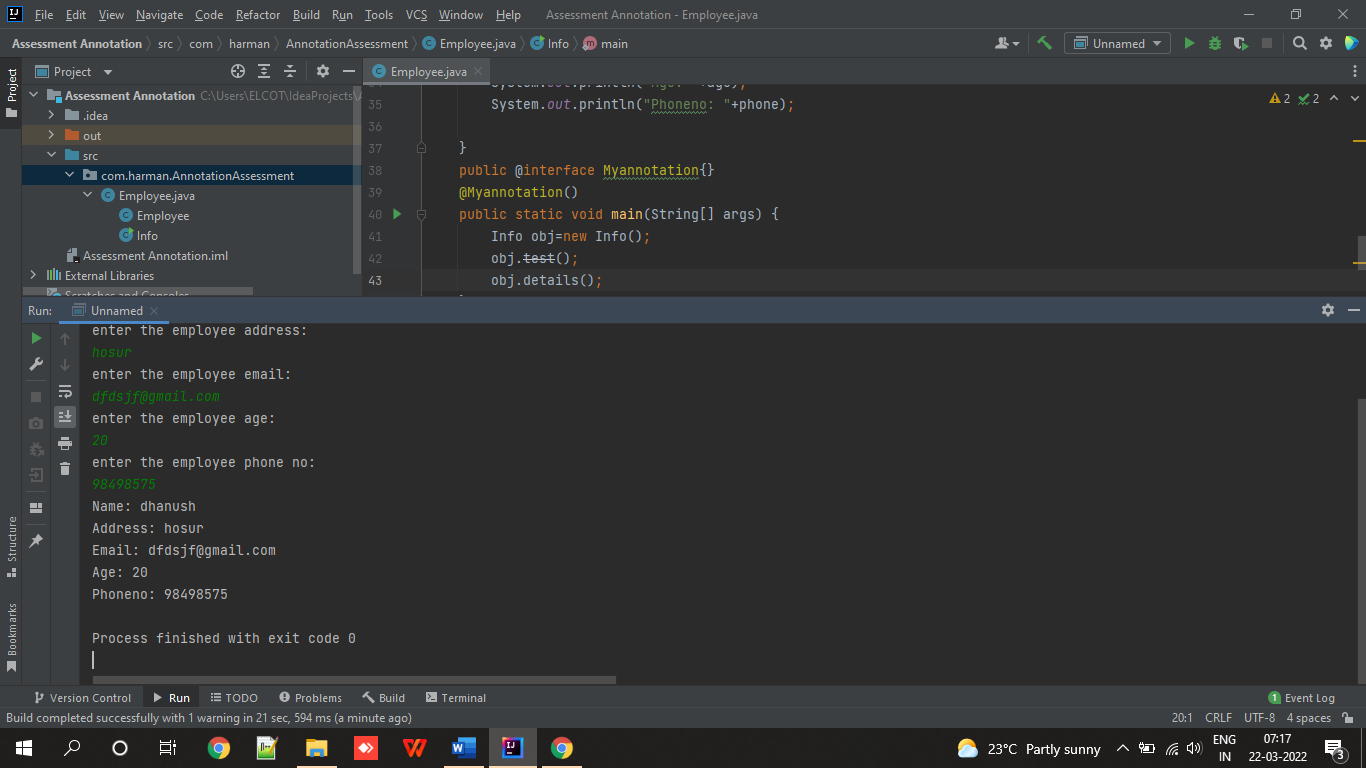 File Edit View Navigate Code Refactor Build Run Tools VCS Window Help Assessment Annotation - Employee.java
Assessment Annotation src com harman AnnotationAssessment Employee.java Info main Unnamed
Project
Project
Employee.java
Assessment Annotation C:\Users\ELCOT\IdeaProjects\
.idea
out
src
com.harman.AnnotationAssessment
Employee.java
Employee
Info
Assessment Annotation.iml
External Libraries
Scratches and Consoles
2 2
35 System.out.println("Phoneno: "+phone);
36
37 }
38 public @interface Myannotation{}
39 @Myannotation()
40 public static void main(String[] args) {
41 Info obj=new Info();
42 obj.test();
43 obj.details();
Run: Unnamed
enter the employee address:
hosur
enter the employee email:
dfdsjf@gmail.com
enter the employee age:
20
enter the employee phone no:
98498575
Name: dhanush
Address: hosur
Email: dfdsjf@gmail.com
Age: 20
Phoneno: 98498575
Process finished with exit code 0
Structure
Bookmarks
Version Control Run TODO Problems Build Terminal 1 Event Log
Build completed successfully with 1 warning in 21 sec, 594 ms (a minute ago) 20:1 CRLF UTF-8 4 spaces
23°C Partly sunny ENG 07:17
IN 22-03-2022 3